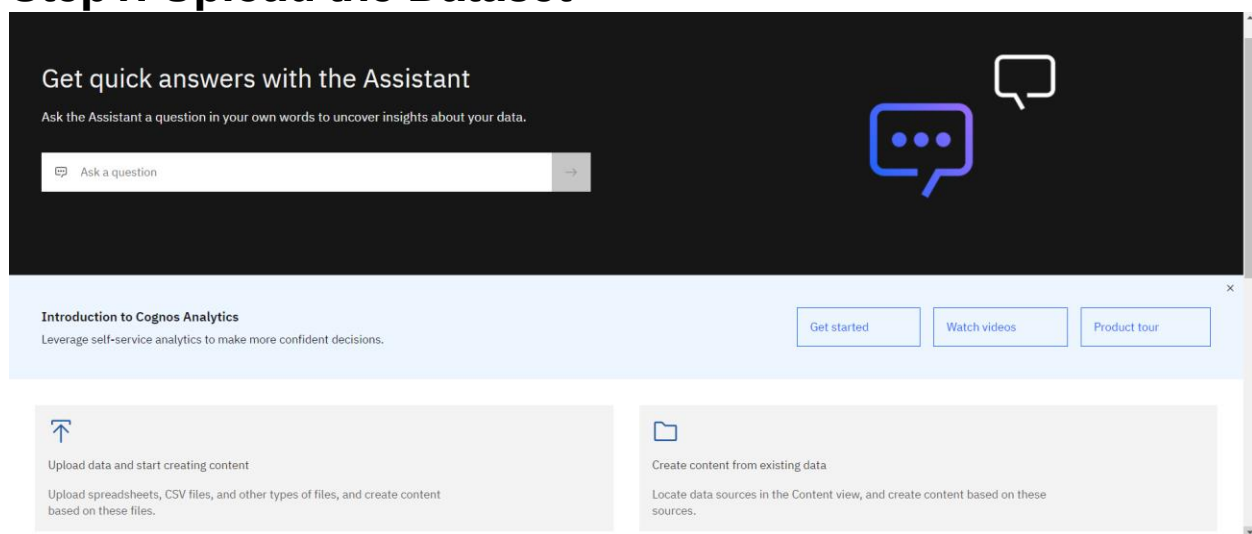 Upload the Dataset
Get quick answers with the Assistant
Ask the Assistant a question in your own words to uncover insights about your data.
Ask a question
Introduction to Cognos Analytics
Leverage self-service analytics to make more confident decisions.
Get started
Watch videos
Product tour
Upload data and start creating content
Upload spreadsheets, CSV files, and other types of files, and create content
based on these files.
Create content from existing data
Locate data sources in the Content view, and create content based on these
sources.